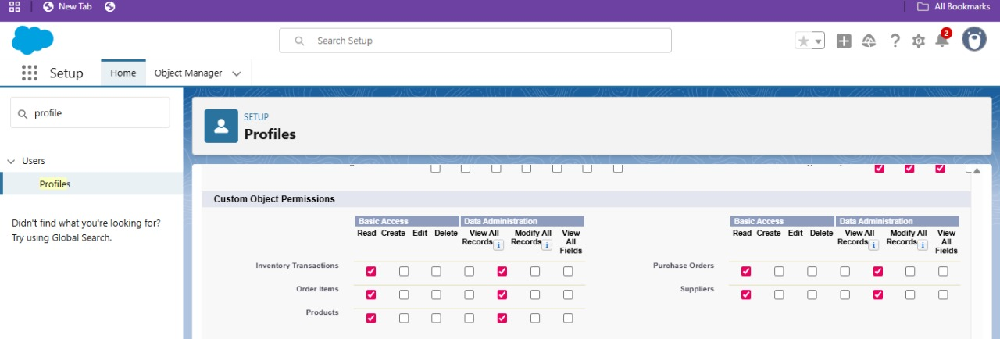 New Tab
All Bookmarks
Search Setup
2
Setup Home Object Manager
profile
SETUP
Profiles
Users
Profiles
Didn't find what you're looking for?
Try using Global Search.
Custom Object Permissions
Basic Access Data Administration Basic Access Data Administration
Read Create Edit Delete View All Records i Modify All Records i View All Fields Read Create Edit Delete View All Records i Modify All Records i View All Fields
Inventory Transactions Purchase Orders
Order Items Suppliers
Products